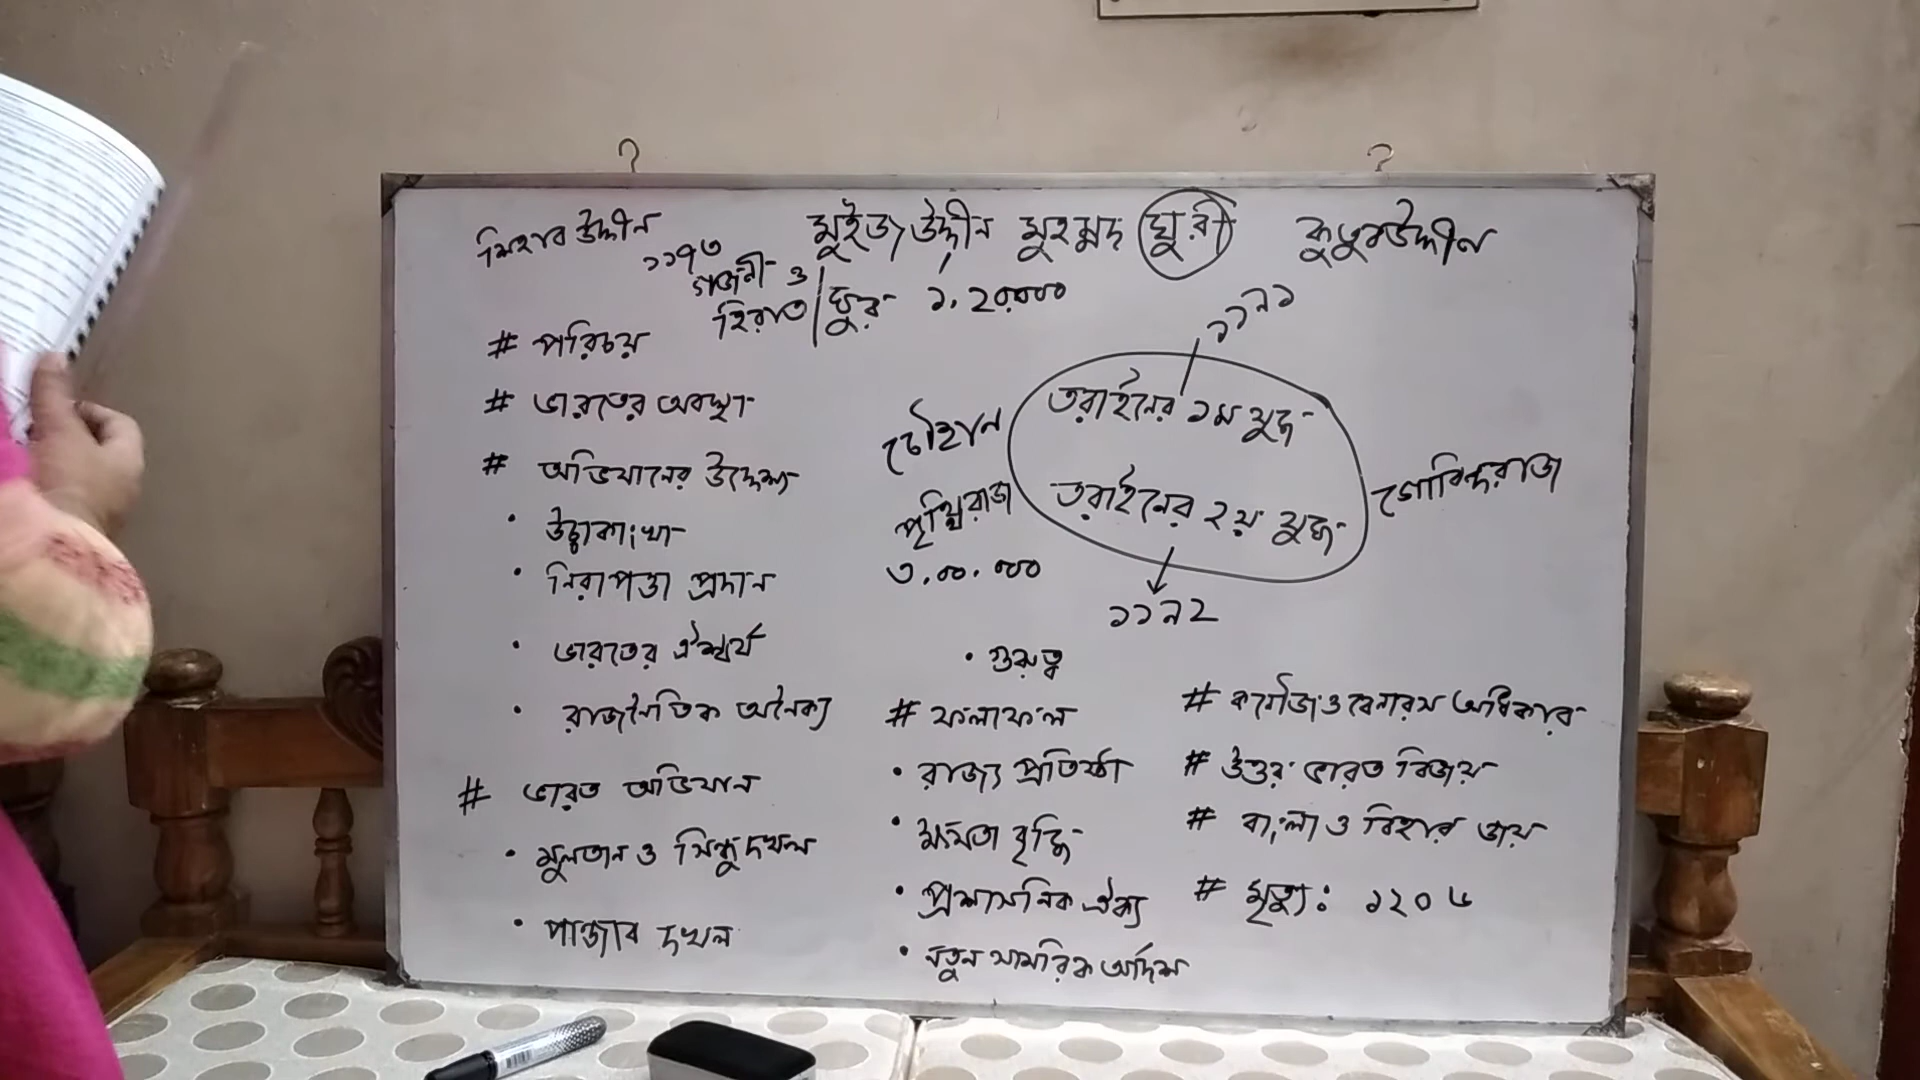 শিহাব উদ্দীন
মুইজ উদ্দীন মুহম্মদ ঘুরী
কুতুবউদ্দীন
১১৭৩
গজনী ও
হিরাত / ঘুর
১,২০০০০
# পরিচয়
# ভারতের অবস্থা
# অভিযানের উদ্দেশ্য
· উচ্চাকাংখা
· নিরাপত্তা প্রদান
· ভারতের ঐশ্বর্য
· রাজনৈতিক অনৈক্য
# ভারত অভিযান
· মুলতান ও সিন্ধু দখল
· পাঞ্জাব দখল
১১৯১
তরাইনের ১ম যুদ্ধ
তরাইনের ২য় যুদ্ধ
১১৯২
চৌহান
পৃথ্বিরাজ
৩,০০,০০০
গোবিন্দরাজ
· গুরুত্ব
# ফলাফল
· রাজ্য প্রতিষ্ঠা
· ক্ষমতা বৃদ্ধি
· প্রশাসনিক ঐক্য
· নতুন সামরিক আদর্শ
# কনৌজ ও বেনারস অধিকার
# উত্তর ভারত বিজয়
# বাংলা ও বিহার জয়
# মৃত্যু : ১২০৬